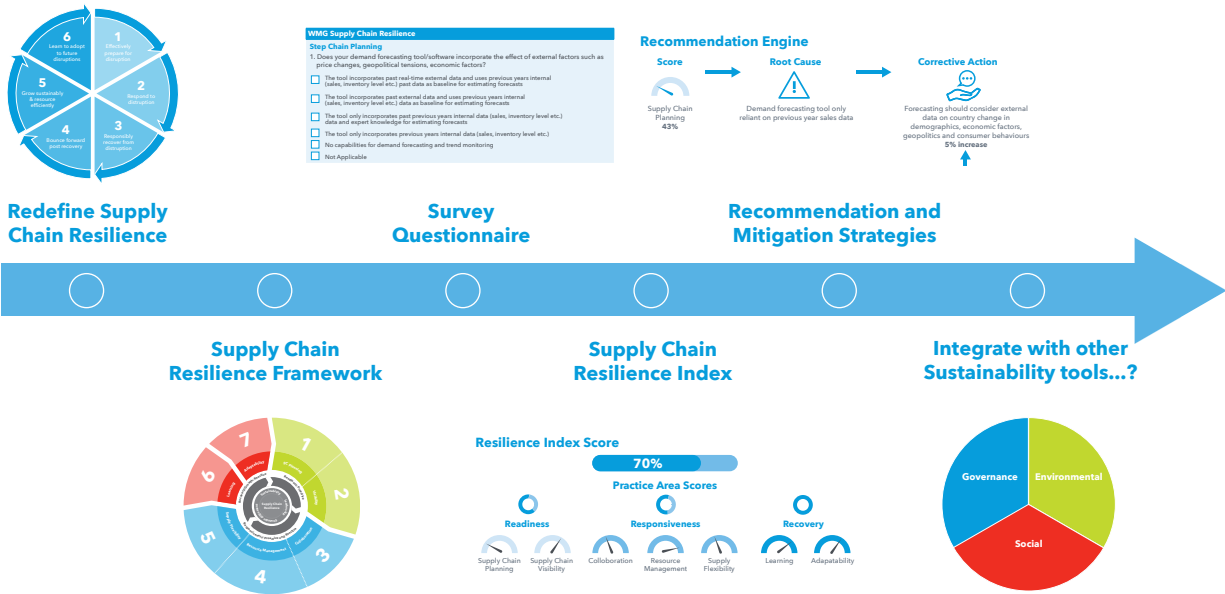 6
Learn to adapt
to future
disruptions
1
Effectively
prepare for
disruption
5
Grow sustainably
& resource
efficiently
2
Respond to
disruption
4
Bounce forward
post recovery
3
Responsibly
recover from
disruption
WMG Supply Chain Resilience
Step Chain Planning
1. Does your demand forecasting tool/software incorporate the effect of external factors such as
price changes, geopolitical tensions, economic factors?
The tool incorporates past real-time external data and uses previous years internal
(sales, inventory level etc.) past data as baseline for estimating forecasts
The tool incorporates past external data and uses previous years internal
(sales, inventory level etc.) data as baseline for estimating forecasts
The tool only incorporates past previous years internal data (sales, inventory level etc.)
data and expert knowledge for estimating forecasts
The tool only incorporates previous years internal data (sales, inventory level etc.)
No capabilities for demand forecasting and trend monitoring
Not Applicable
Recommendation Engine
Score
Supply Chain
Planning
43%
Root Cause
Demand forecasting tool only
reliant on previous year sales data
Corrective Action
Forecasting should consider external
data on country change in
demographics, economic factors,
geopolitics and consumer behaviours
5% increase
Redefine Supply
Chain Resilience
Survey
Questionnaire
Recommendation and
Mitigation Strategies
Supply Chain
Resilience Framework
Supply Chain
Resilience Index
Integrate with other
Sustainability tools...?
7
1
6
2
5
3
4
Adaptability
Learning
Visibility
Collaboration
Supply Chain
Resilience
Resilience Index Score
70%
Practice Area Scores
Readiness
Responsiveness
Recovery
Supply Chain
Planning
Supply Chain
Visibility
Colloboration
Resource
Management
Supply
Flexibility
Learning
Adapatability
Governance
Environmental
Social